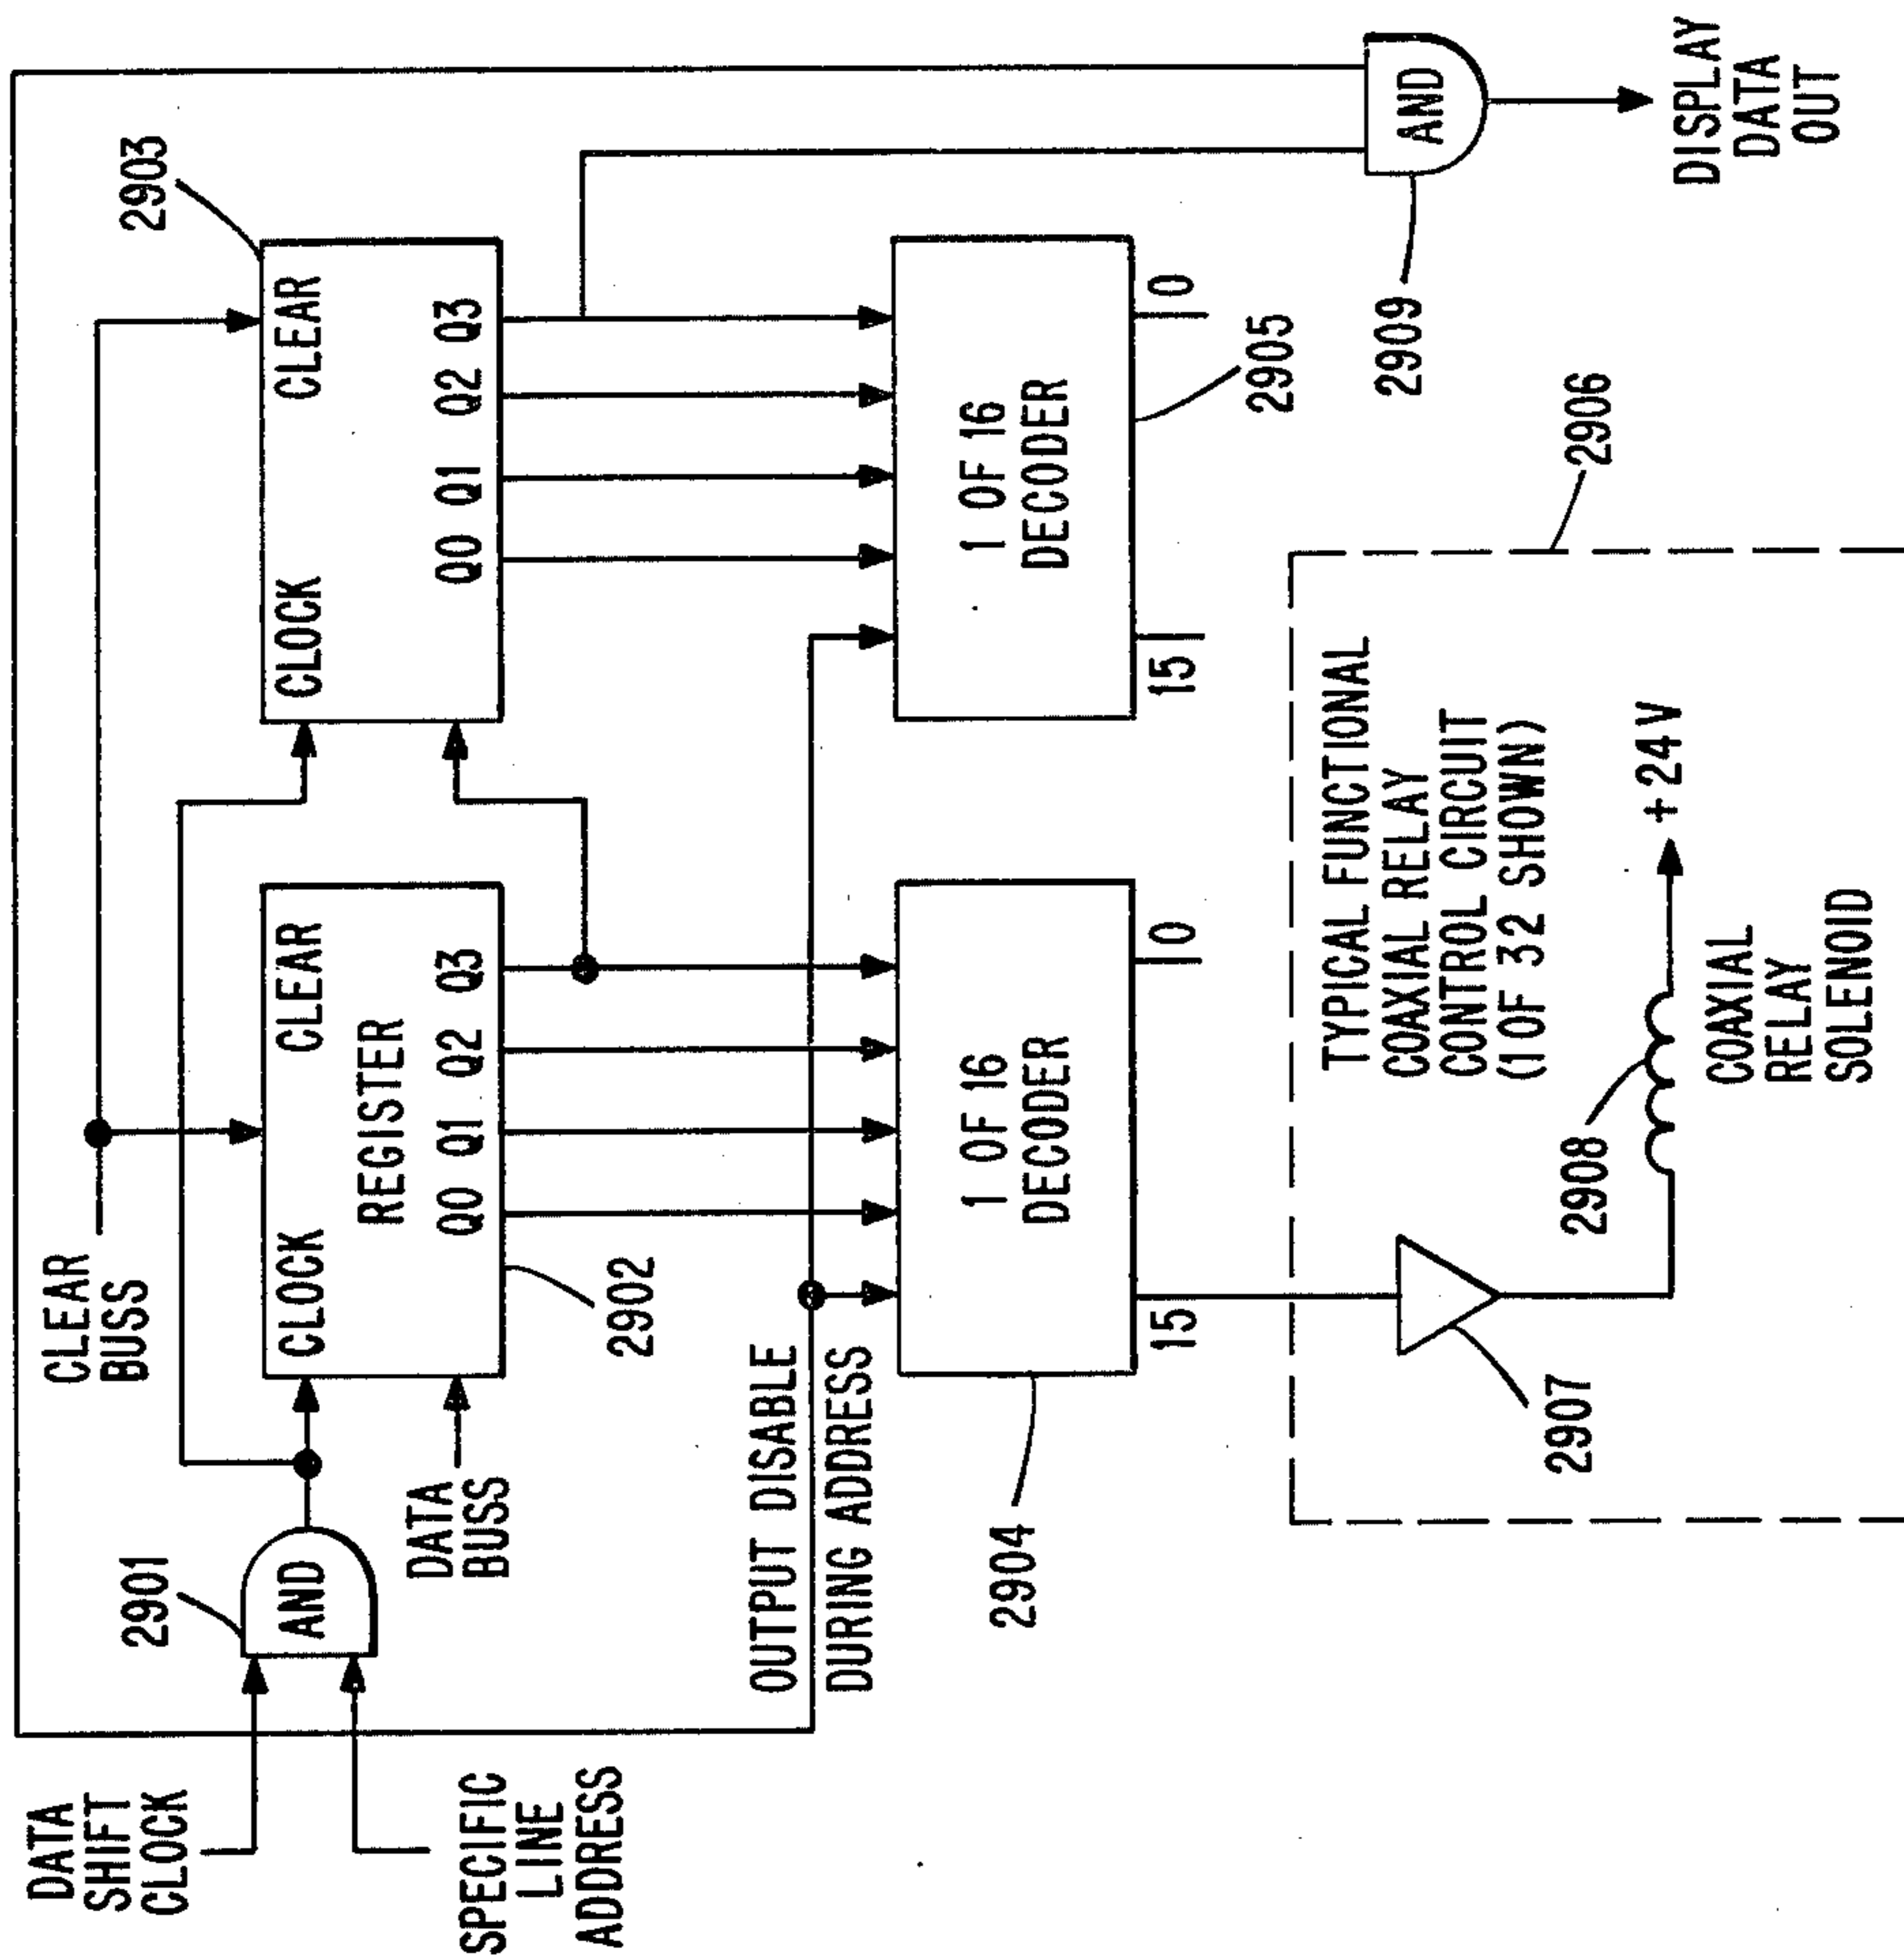 DATA
SHIFT
CLOCK
SPECIFIC
LINE
ADDRESS
2901
AND
CLEAR
BUSS
DATA
BUSS
CLOCK
CLEAR
REGISTER
Q0 Q1 Q2 Q3
2902
CLOCK
CLEAR
Q0 Q1 Q2 Q3
2903
OUTPUT DISABLE
DURING ADDRESS
1 OF 16
DECODER
15
0
2904
1 OF 16
DECODER
15
0
2905
AND
2909
DISPLAY
DATA
OUT
2906
TYPICAL FUNCTIONAL
COAXIAL RELAY
CONTROL CIRCUIT
(1 OF 32 SHOWN)
2907
2908
+24V
COAXIAL
RELAY
SOLENOID